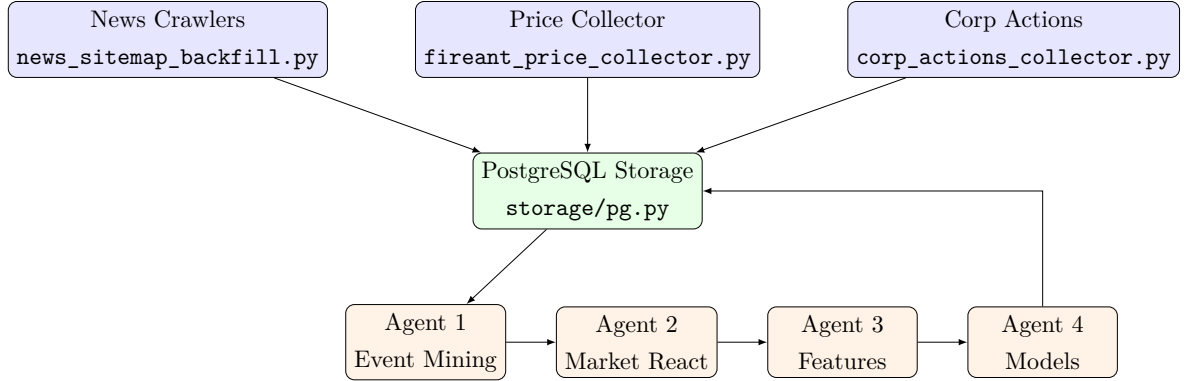 News Crawlers
news_sitemap_backfill.py
Price Collector
fireant_price_collector.py
Corp Actions
corp_actions_collector.py
PostgreSQL Storage
storage/pg.py
Agent 1
Event Mining
Agent 2
Market React
Agent 3
Features
Agent 4
Models